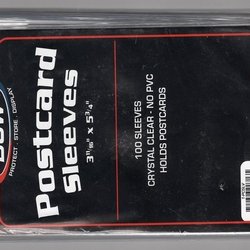 PROTECT . STORE . DISPLAY
Postcard
Sleeves
3 11/16" x 5 3/4"
100 SLEEVES
CRYSTAL CLEAR - NO PVC
HOLDS POSTCARDS